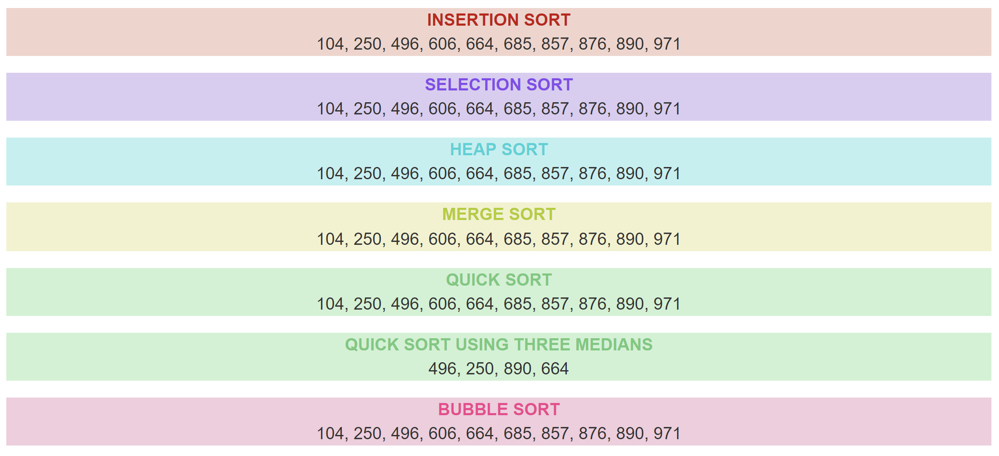 INSERTION SORT
104, 250, 496, 606, 664, 685, 857, 876, 890, 971
SELECTION SORT
104, 250, 496, 606, 664, 685, 857, 876, 890, 971
HEAP SORT
104, 250, 496, 606, 664, 685, 857, 876, 890, 971
MERGE SORT
104, 250, 496, 606, 664, 685, 857, 876, 890, 971
QUICK SORT
104, 250, 496, 606, 664, 685, 857, 876, 890, 971
QUICK SORT USING THREE MEDIANS
496, 250, 890, 664
BUBBLE SORT
104, 250, 496, 606, 664, 685, 857, 876, 890, 971